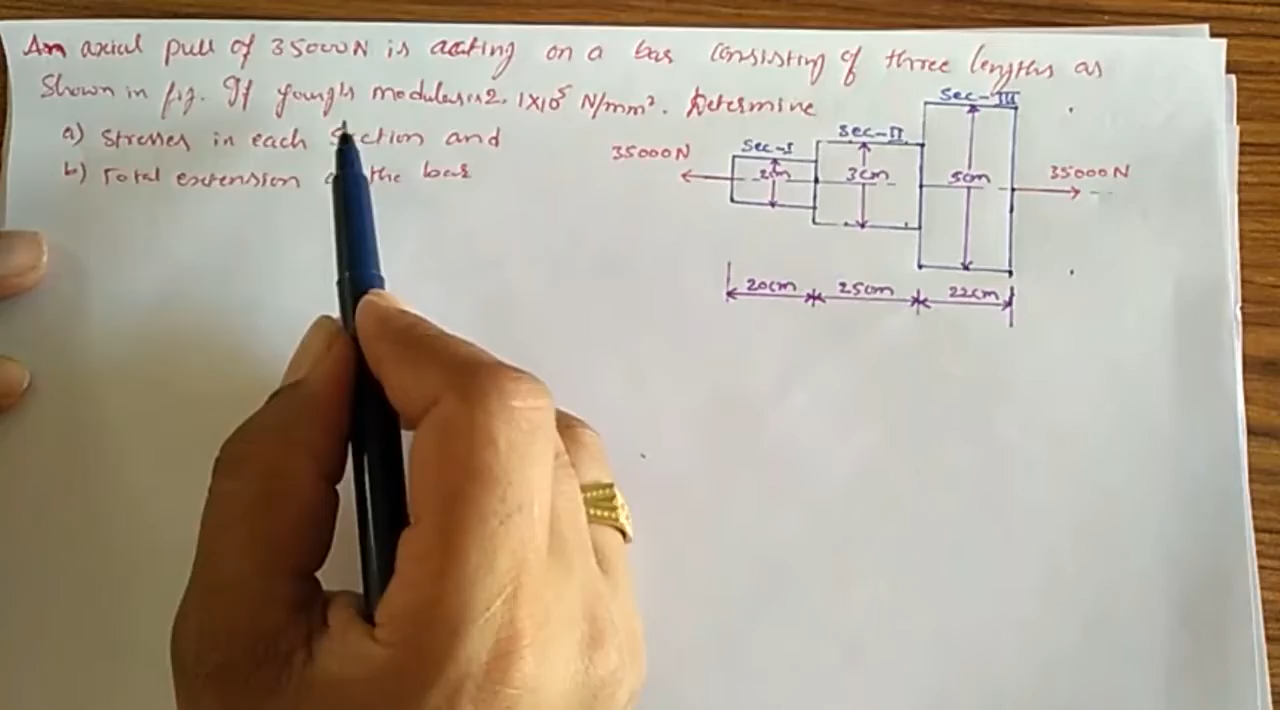 An axial pull of 35000N is acting on a bar consisting of three lengths as
shown in fig. If young's modulus is 2.1X10⁵ N/mm². Determine
a) Stresses in each Section and
b) Total extension the bar
Sec-III
Sec-II
Sec-I
35000N
2cm
3cm
5cm
35000N
20cm
25cm
22cm